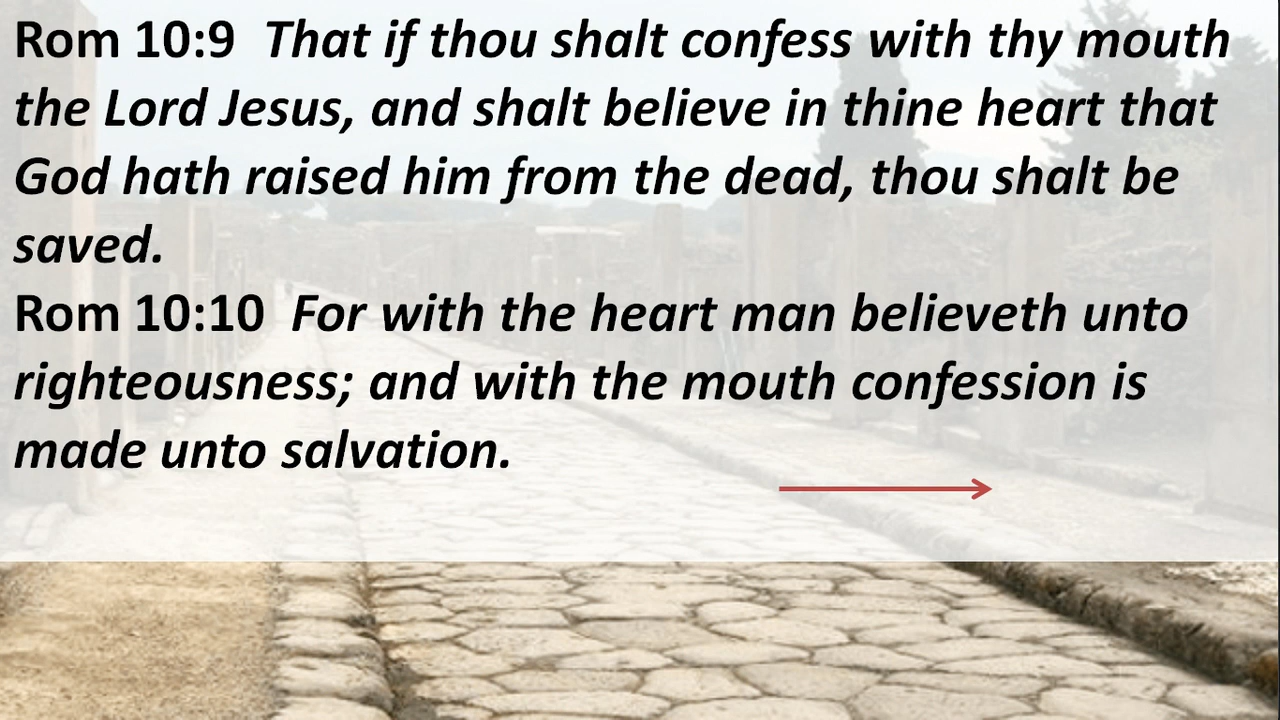 Rom 10:9  That if thou shalt confess with thy mouth
the Lord Jesus, and shalt believe in thine heart that
God hath raised him from the dead, thou shalt be
saved.
Rom 10:10  For with the heart man believeth unto
righteousness; and with the mouth confession is
made unto salvation.